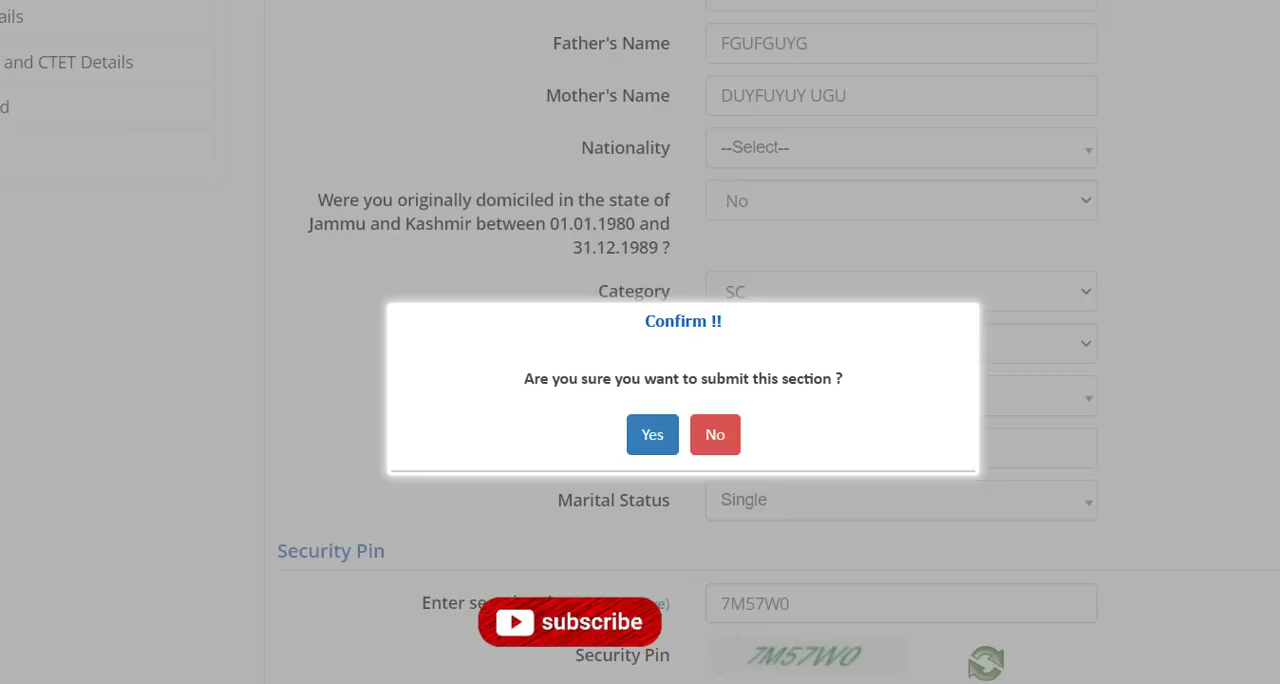 ails
Father's Name
FGUFGUYG
and CTET Details
Mother's Name
DUYFUYUY UGU
d
Nationality
--Select--
Were you originally domiciled in the state of
Jammu and Kashmir between 01.01.1980 and
31.12.1989 ?
No
Category
SC
Confirm !!
Are you sure you want to submit this section ?
Yes
No
Marital Status
Single
Security Pin
Enter se
7M57W0
subscribe
Security Pin
7M57W0